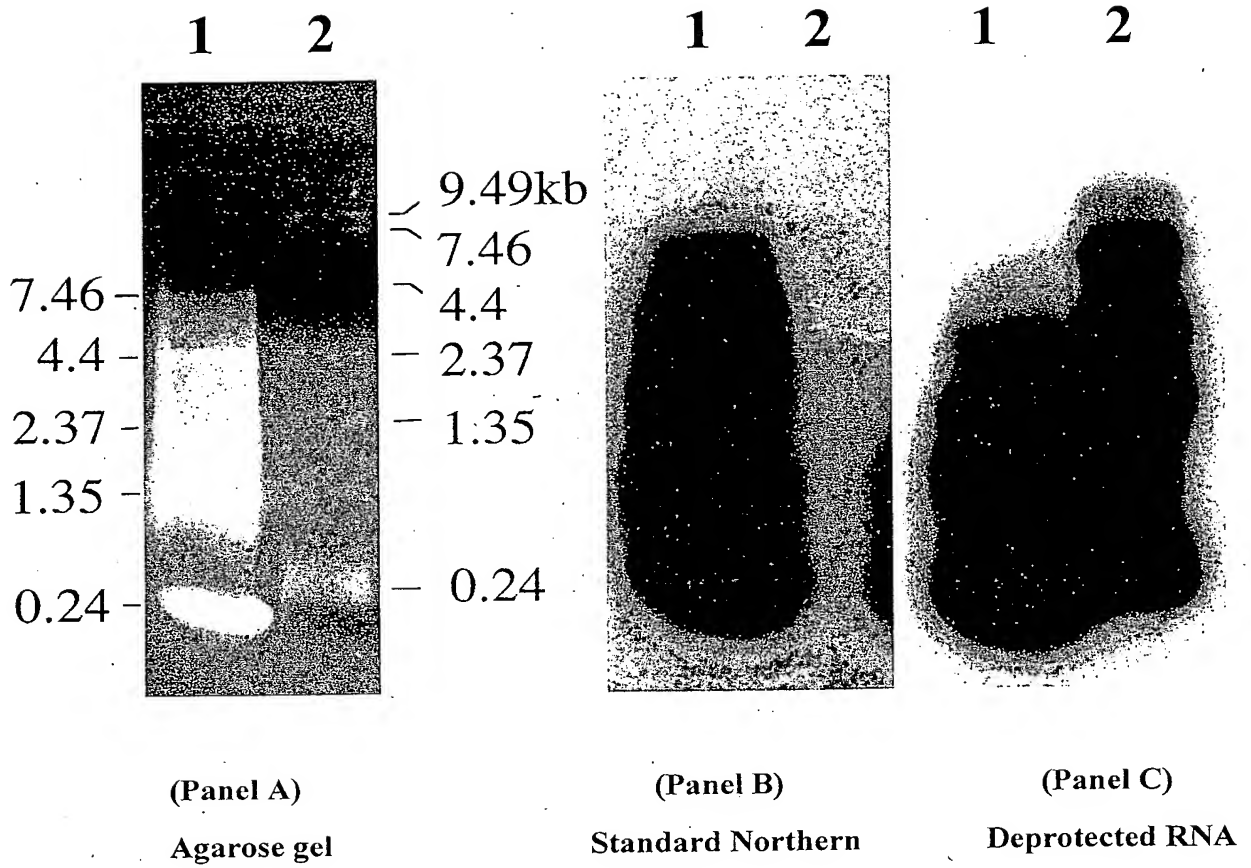 1 2
1 2
1 2
9.49kb
7.46
4.4
2.37
1.35
0.24
7.46
4.4
2.37
1:35
0.24
(Panel A)
Agarose gel
(Panel B)
Standard Northern
(Panel C)
Deprotected RNA